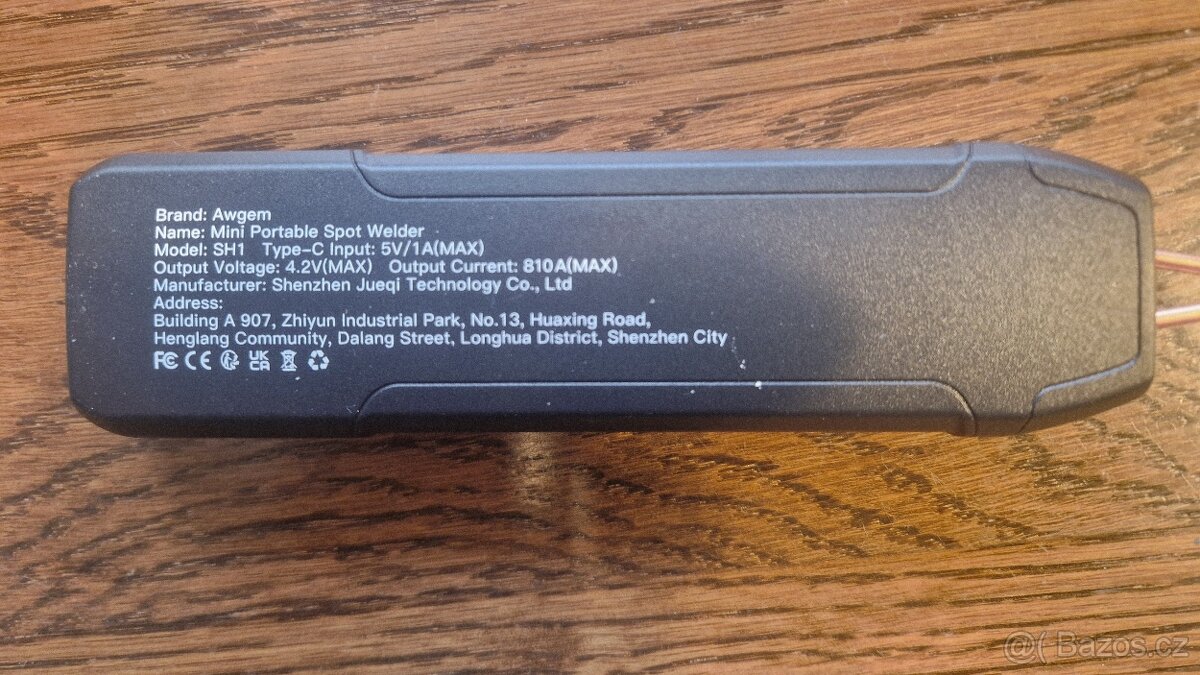 Brand: Awgem
Name: Mini Portable Spot Welder
Model: SH1 Type-C Input: 5V/1A(MAX)
Output Voltage: 4.2V(MAX) Output Current: 810A(MAX)
Manufacturer: Shenzhen Jueqi Technology Co., Ltd
Address:
Building A 907, Zhiyun Industrial Park, No.13, Huaxing Road,
Henglang Community, Dalang Street, Longhua District, Shenzhen City
FC CE UK CA
@( Bazos.cz